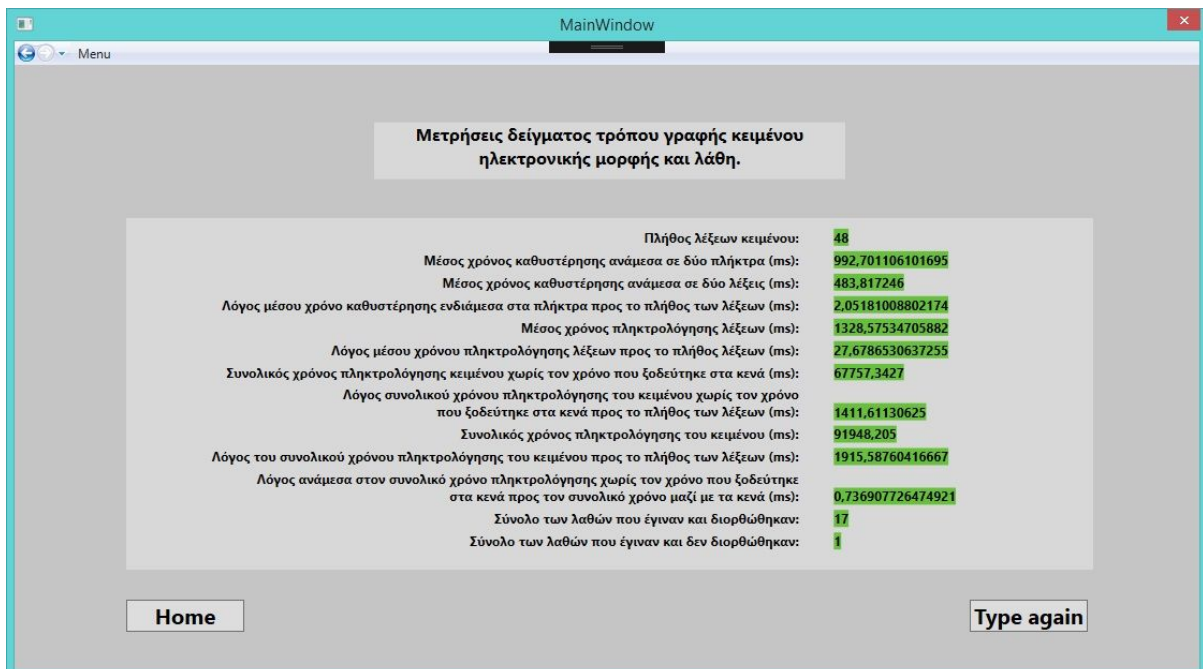 MainWindow
Menu
Μετρήσεις δείγματος τρόπου γραφής κειμένου
ηλεκτρονικής μορφής και λάθη.
Πλήθος λέξεων κειμένου: 48
Μέσος χρόνος καθυστέρησης ανάμεσα σε δύο πλήκτρα (ms): 992,701106101695
Μέσος χρόνος καθυστέρησης ανάμεσα σε δύο λέξεις (ms): 483,817246
Λόγος μέσου χρόνο καθυστέρησης ενδιάμεσα στα πλήκτρα προς το πλήθος των λέξεων (ms): 2,05181008802174
Μέσος χρόνος πληκτρολόγησης λέξεων (ms): 1328,57534705882
Λόγος μέσου χρόνου πληκτρολόγησης λέξεων προς το πλήθος λέξεων (ms): 27,6786530637255
Συνολικός χρόνος πληκτρολόγησης κειμένου χωρίς τον χρόνο που ξοδεύτηκε στα κενά (ms): 67757,3427
Λόγος συνολικού χρόνου πληκτρολόγησης του κειμένου χωρίς τον χρόνο
που ξοδεύτηκε στα κενά προς το πλήθος των λέξεων (ms): 1411,61130625
Συνολικός χρόνος πληκτρολόγησης του κειμένου (ms): 91948,205
Λόγος του συνολικού χρόνου πληκτρολόγησης του κειμένου προς το πλήθος των λέξεων (ms): 1915,58760416667
Λόγος ανάμεσα στον συνολικό χρόνο πληκτρολόγησης χωρίς τον χρόνο που ξοδεύτηκε
στα κενά προς τον συνολικό χρόνο μαζί με τα κενά (ms): 0,736907726474921
Σύνολο των λαθών που έγιναν και διορθώθηκαν: 17
Σύνολο των λαθών που έγιναν και δεν διορθώθηκαν: 1
Home
Type again